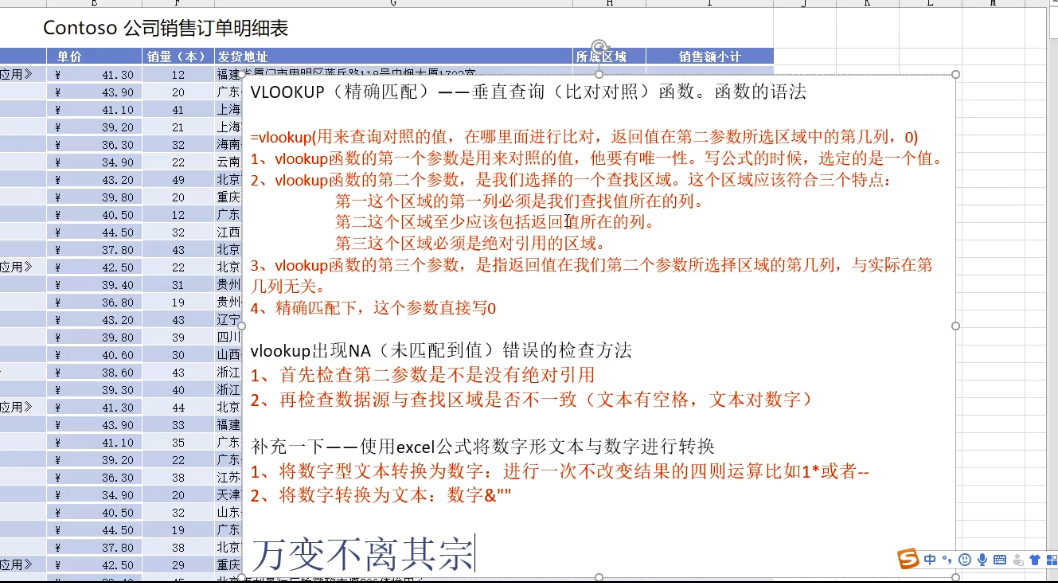 E F G H I J K L M
Contoso 公司销售订单明细表
单价 销量（本） 发货地址 所属区域 销售额小计
应用》 ¥ 41.30 12 福建省厦门市思明区莲岳路118号中烟大厦1702室
¥ 43.90 20 广东
¥ 41.10 41 上海
¥ 39.20 21 上海
¥ 36.30 32 海南
¥ 34.90 22 云南
¥ 43.20 49 北京
¥ 39.80 20 重庆
¥ 40.50 12 广东
¥ 44.50 32 江西
¥ 37.80 43 北京
应用》 ¥ 42.50 22 北京
¥ 39.40 31 贵州
¥ 36.80 19 贵州
¥ 43.20 43 辽宁
¥ 39.80 39 四川
¥ 40.60 30 山西
¥ 38.60 43 浙江
¥ 39.30 40 浙江
应用》 ¥ 41.30 44 北京
¥ 43.90 33 福建
¥ 41.10 35 广东
¥ 39.20 22 广东
¥ 36.30 38 江苏
¥ 34.90 20 天津
¥ 40.50 32 山东
¥ 44.50 19 广东
¥ 37.80 38 北京
应用》 ¥ 42.50 29 重庆
VLOOKUP（精确匹配）——垂直查询（比对对照）函数。函数的语法
=vlookup(用来查询对照的值，在哪里面进行比对，返回值在第二参数所选区域中的第几列，0)
1、vlookup函数的第一个参数是用来对照的值，他要有唯一性。写公式的时候，选定的是一个值。
2、vlookup函数的第二个参数，是我们选择的一个查找区域。这个区域应该符合三个特点：
第一这个区域的第一列必须是我们查找值所在的列。
第二这个区域至少应该包括返回值所在的列。
第三这个区域必须是绝对引用的区域。
3、vlookup函数的第三个参数，是指返回值在我们第二个参数所选择区域的第几列，与实际在第
几列无关。
4、精确匹配下，这个参数直接写0
vlookup出现NA（未匹配到值）错误的检查方法
1、首先检查第二参数是不是没有绝对引用
2、再检查数据源与查找区域是否不一致（文本有空格，文本对数字）
补充一下——使用excel公式将数字形文本与数字进行转换
1、将数字型文本转换为数字：进行一次不改变结果的四则运算比如1*或者--
2、将数字转换为文本：数字&""
万变不离其宗
中